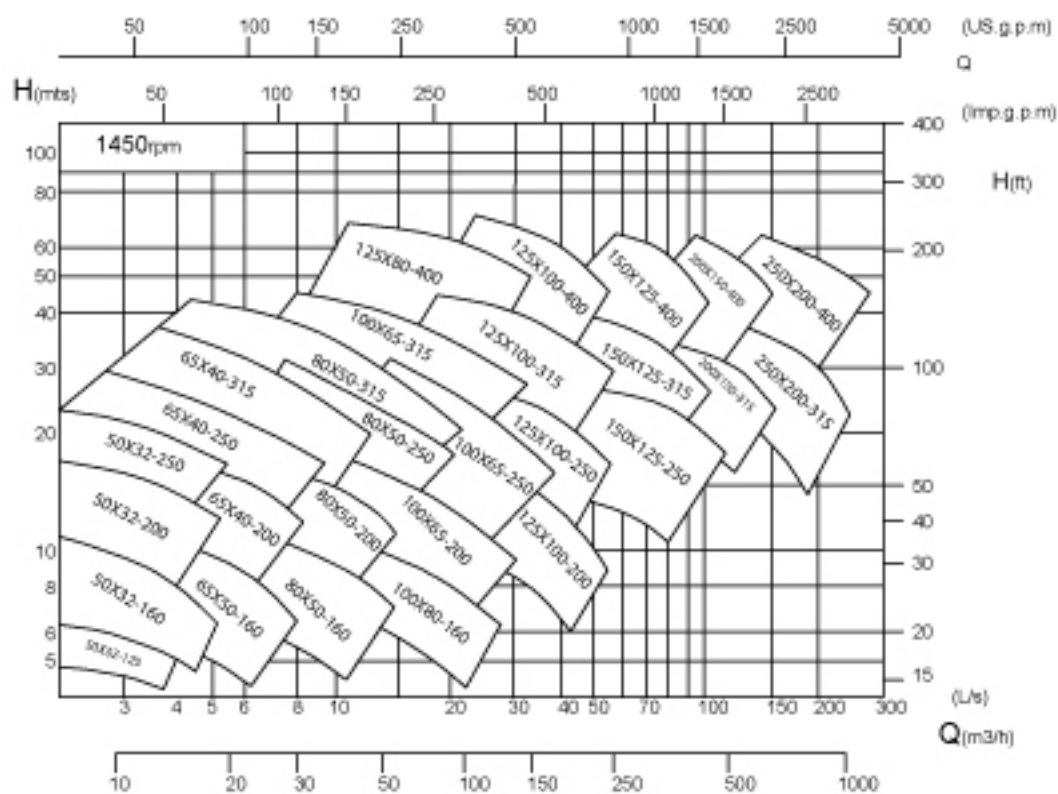 50 100 150 250 500 1000 1500 2500 5000 (US.g.p.m)
Q
H(mts) 50 100 150 250 500 1000 1500 2500 (Imp.g.p.m)
400
1450rpm
100
300 H(ft)
80
60 200
50
40
30 100
20
50
40
10 30
8
6 20
5
15
125X80-400
125X100-400
150X125-400
200X150-400
250X200-400
65X40-315
80X50-315
100X65-315
125X100-315
150X125-315
200X150-315
250X200-315
50X32-250
65X40-250
80X50-250
100X65-250
125X100-250
150X125-250
50X32-200
65X40-200
80X50-200
100X65-200
125X100-200
50X32-160
65X50-160
80X50-160
100X80-160
50X32-125
3 4 5 6 8 10 20 30 40 50 70 100 150 200 300 (L/s)
Q(m3/h)
10 20 30 50 100 150 250 500 1000